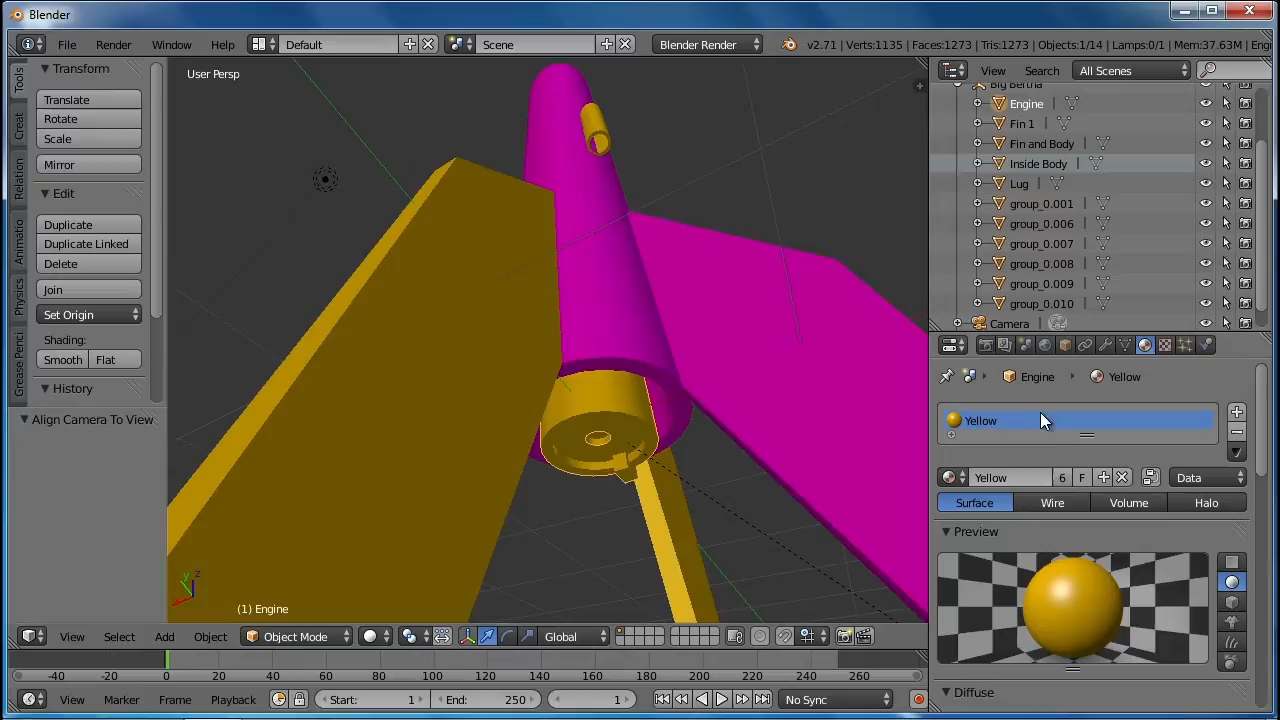 Blender
File Render Window Help Default Scene Blender Render v2.71 | Verts:1135 | Faces:1273 | Tris:1273 | Objects:1/14 | Lamps:0/1 | Mem:37.63M |
Transform
Translate
Rotate
Scale
Mirror
Edit
Duplicate
Duplicate Linked
Delete
Join
Set Origin
Shading:
Smooth Flat
History
Align Camera To View
Tools
Creat
Relation
Animatio
Physics
Grease Penci
User Persp
y
z
(1) Engine
View Search All Scenes
Big Bertha
Engine
Fin 1
Fin and Body
Inside Body
Lug
group_0.001
group_0.006
group_0.007
group_0.008
group_0.009
group_0.010
Camera
Engine Yellow
Yellow
Yellow 6 F Data
Surface Wire Volume Halo
Preview
Diffuse
View Select Add Object Object Mode Global
-40 -20 0 20 40 60 80 100 120 140 160 180 200 220 240 260
View Marker Frame Playback Start: 1 End: 250 1 No Sync